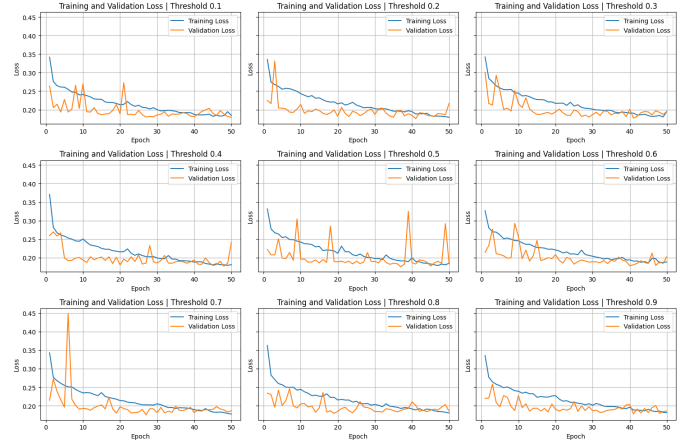 Training and Validation Loss | Threshold 0.1
Training and Validation Loss | Threshold 0.2
Training and Validation Loss | Threshold 0.3
Loss
0.45
0.40
0.35
0.30
0.25
0.20
Training Loss
Validation Loss
0 10 20 30 40 50
Epoch
Loss
Training Loss
Validation Loss
0 10 20 30 40 50
Epoch
Loss
Training Loss
Validation Loss
0 10 20 30 40 50
Epoch
Training and Validation Loss | Threshold 0.4
Training and Validation Loss | Threshold 0.5
Training and Validation Loss | Threshold 0.6
Loss
0.45
0.40
0.35
0.30
0.25
0.20
Training Loss
Validation Loss
0 10 20 30 40 50
Epoch
Loss
Training Loss
Validation Loss
0 10 20 30 40 50
Epoch
Loss
Training Loss
Validation Loss
0 10 20 30 40 50
Epoch
Training and Validation Loss | Threshold 0.7
Training and Validation Loss | Threshold 0.8
Training and Validation Loss | Threshold 0.9
Loss
0.45
0.40
0.35
0.30
0.25
0.20
Training Loss
Validation Loss
0 10 20 30 40 50
Epoch
Loss
Training Loss
Validation Loss
0 10 20 30 40 50
Epoch
Loss
Training Loss
Validation Loss
0 10 20 30 40 50
Epoch